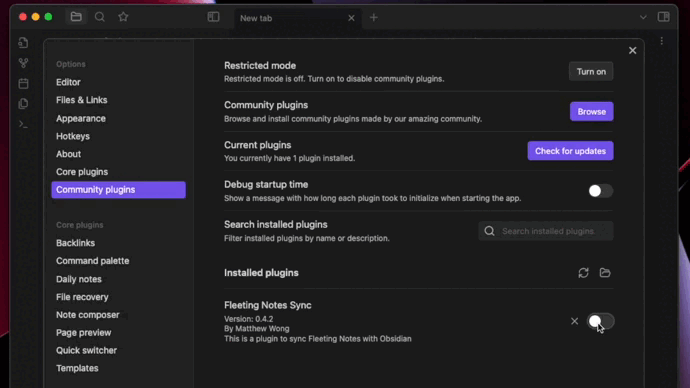 New tab
Options
Editor
Files & Links
Appearance
Hotkeys
About
Core plugins
Community plugins
Core plugins
Backlinks
Command palette
Daily notes
File recovery
Note composer
Page preview
Quick switcher
Templates
Restricted mode
Restricted mode is off. Turn on to disable community plugins.
Turn on
Community plugins
Browse and install community plugins made by our amazing community.
Browse
Current plugins
You currently have 1 plugin installed.
Check for updates
Debug startup time
Show a message with how long each plugin took to initialize when starting the app.
Search installed plugins
Filter installed plugins by name or description.
Search installed plugins
Installed plugins
Fleeting Notes Sync
Version: 0.4.2
By Matthew Wong
This is a plugin to sync Fleeting Notes with Obsidian